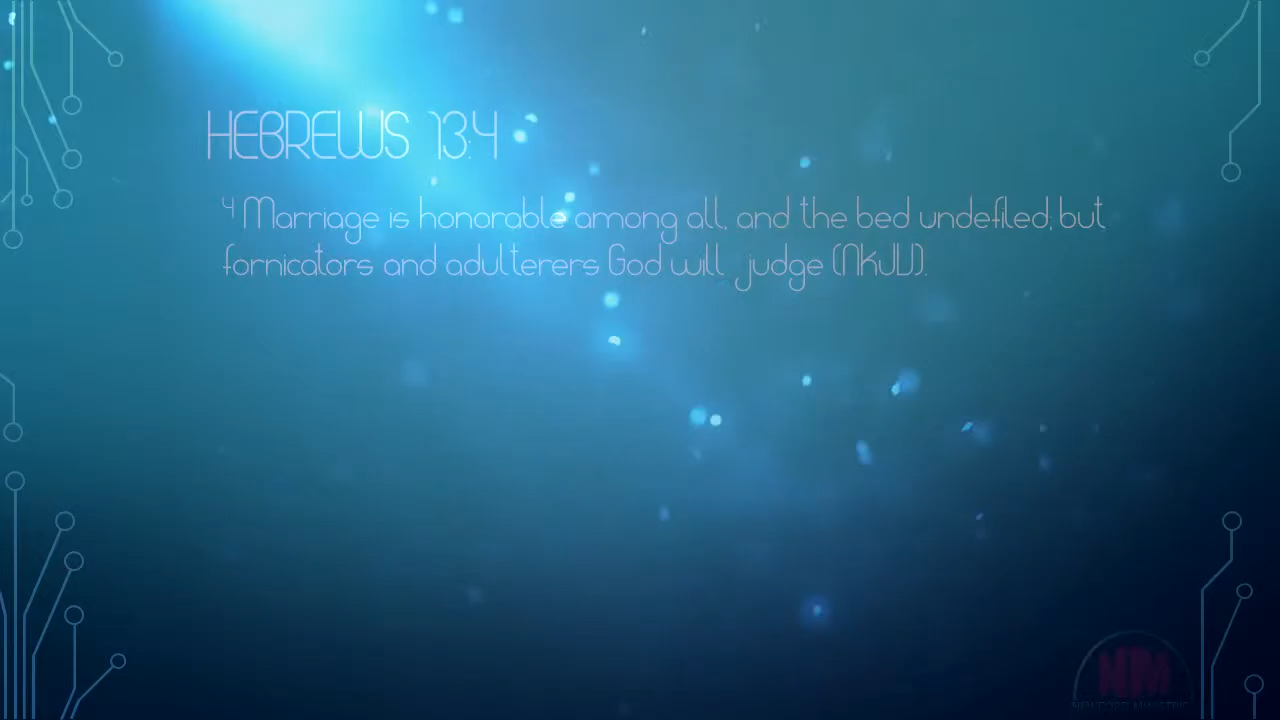 HEBREWS 13:4
4 Marriage is honorable among all, and the bed undefiled; but
fornicators and adulterers God will judge (NKJV).